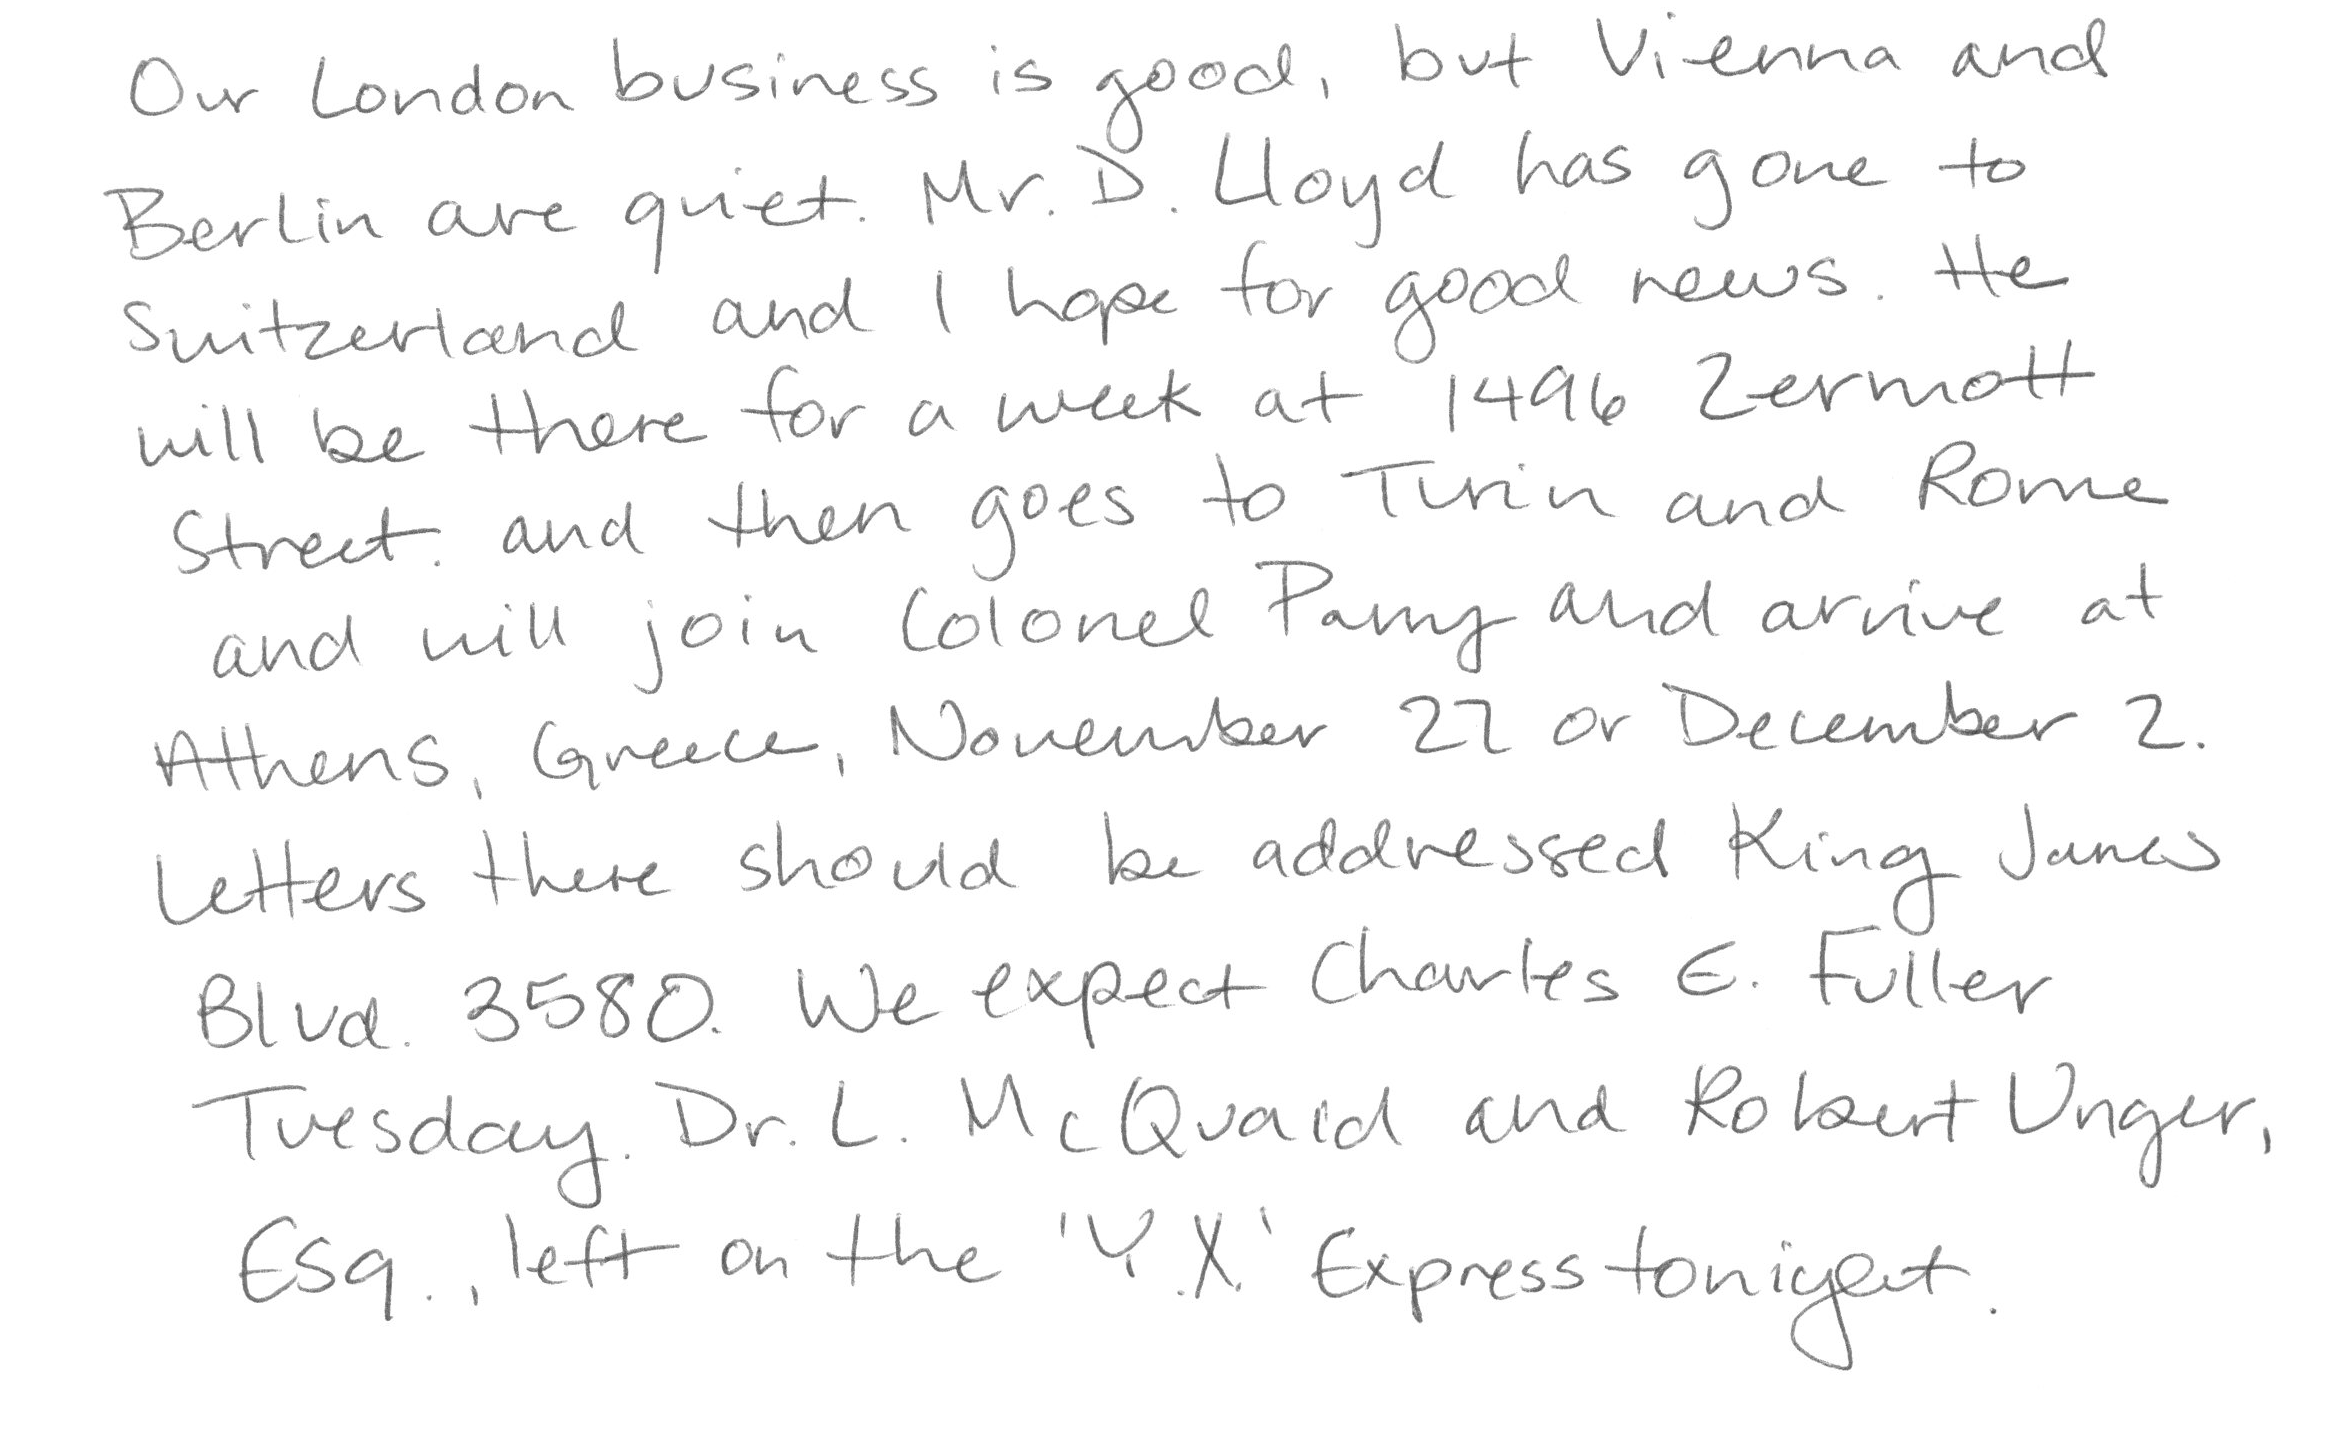 Our London business is good, but Vienna and
Berlin are quiet. Mr. D. Lloyd has gone to
Switzerland and I hope for good news. He
will be there for a week at 1496 Zermott
Street. and then goes to Turin and Rome
and will join Colonel Parry and arrive at
Athens, Greece, November 27 or December 2.
Letters there should be addressed King James
Blvd. 3580. We expect Charles E. Fuller
Tuesday. Dr. L. McQuaid and Robert Unger,
Esq., left on the 'Y.X.' Express tonight.